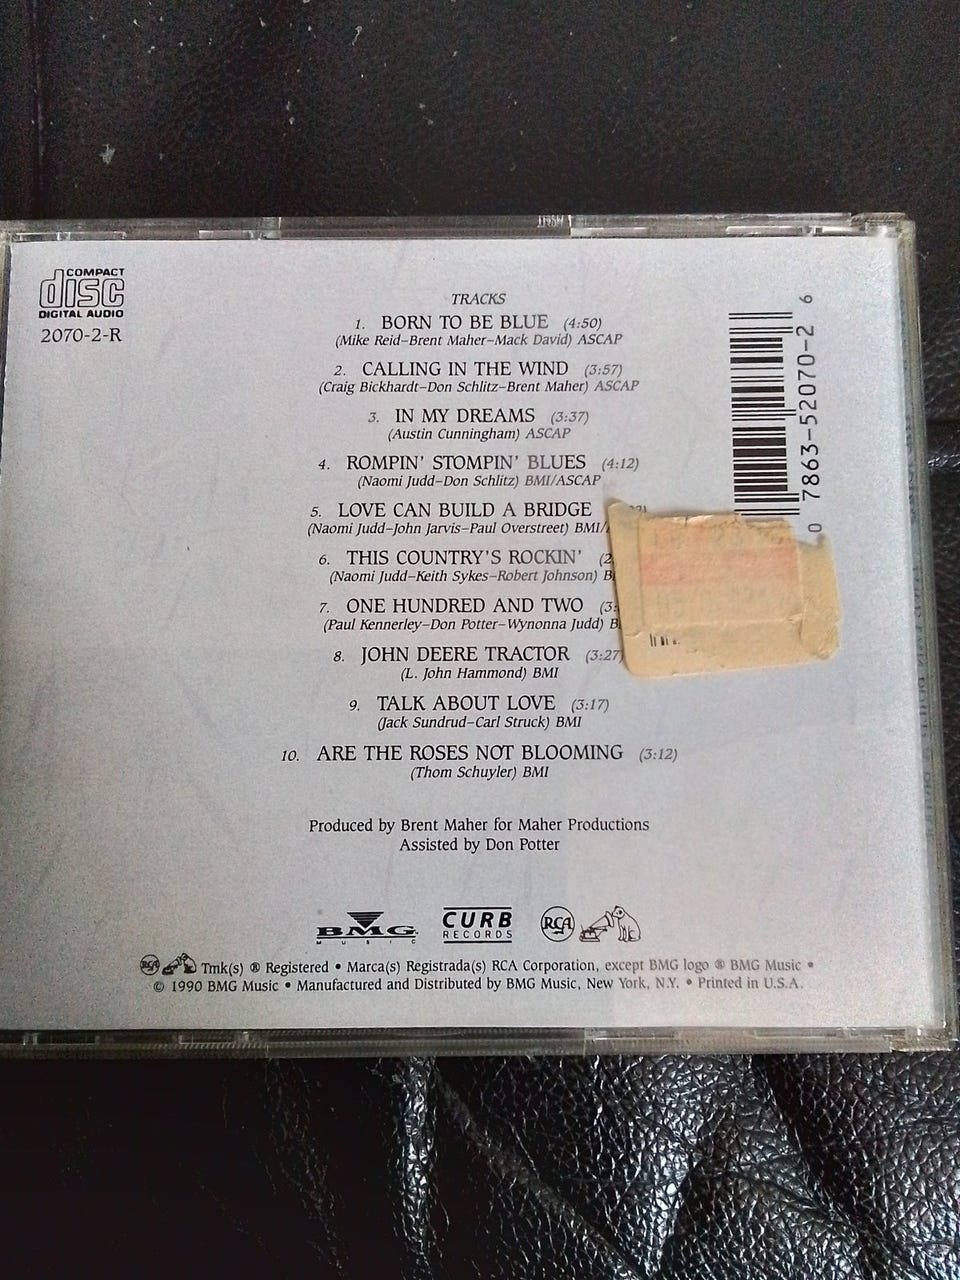 COMPACT
disc
DIGITAL AUDIO
2070-2-R
TRACKS
1. BORN TO BE BLUE (4:50)
(Mike Reid–Brent Maher–Mack David) ASCAP
2. CALLING IN THE WIND (3:57)
(Craig Bickhardt–Don Schlitz–Brent Maher) ASCAP
3. IN MY DREAMS (3:37)
(Austin Cunningham) ASCAP
4. ROMPIN' STOMPIN' BLUES (4:12)
(Naomi Judd–Don Schlitz) BMI/ASCAP
5. LOVE CAN BUILD A BRIDGE
(Naomi Judd–John Jarvis–Paul Overstreet) BMI/
6. THIS COUNTRY'S ROCKIN' (2
(Naomi Judd–Keith Sykes–Robert Johnson) B
7. ONE HUNDRED AND TWO (3:
(Paul Kennerley–Don Potter–Wynonna Judd) B
8. JOHN DEERE TRACTOR (3:27)
(L. John Hammond) BMI
9. TALK ABOUT LOVE (3:17)
(Jack Sundrud–Carl Struck) BMI
10. ARE THE ROSES NOT BLOOMING (3:12)
(Thom Schuyler) BMI
0 7863-52070-2 6
Produced by Brent Maher for Maher Productions
Assisted by Don Potter
BMG MUSIC
CURB RECORDS
RCA
RCA Tmk(s) ® Registered • Marca(s) Registrada(s) RCA Corporation, except BMG logo ® BMG Music •
© 1990 BMG Music • Manufactured and Distributed by BMG Music, New York, N.Y. • Printed in U.S.A.